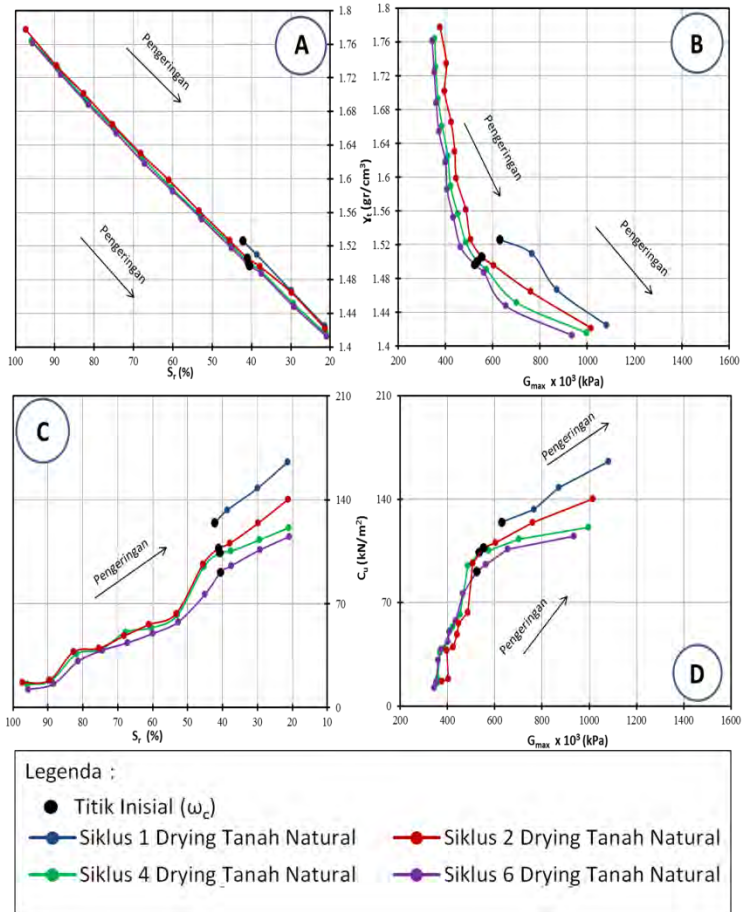 A
Pengeringan
Pengeringan
1.8
1.76
1.72
1.68
1.64
1.6
1.56
1.52
1.48
1.44
1.4
γt (gr/cm³)
100 90 80 70 60 50 40 30 20
Sr (%)
B
Pengeringan
Pengeringan
200 400 600 800 1000 1200 1400 1600
Gmax x 10³ (kPa)
C
Pengeringan
210
140
70
0
Cu (kN/m²)
100 90 80 70 60 50 40 30 20 10
Sr (%)
Pengeringan
Pengeringan
D
200 400 600 800 1000 1200 1400 1600
Gmax x 10³ (kPa)
Legenda :
Titik Inisial (ωc)
Siklus 1 Drying Tanah Natural
Siklus 2 Drying Tanah Natural
Siklus 4 Drying Tanah Natural
Siklus 6 Drying Tanah Natural